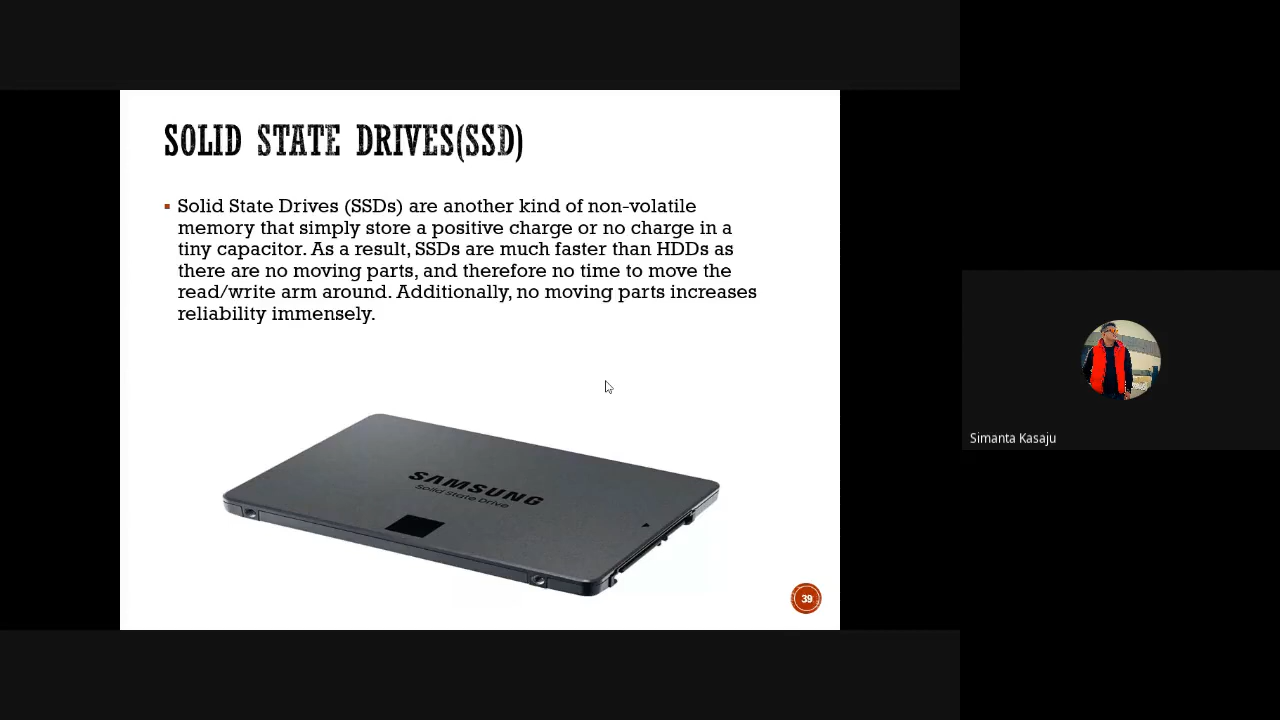 SOLID STATE DRIVES(SSD)
▪ Solid State Drives (SSDs) are another kind of non-volatile
memory that simply store a positive charge or no charge in a
tiny capacitor. As a result, SSDs are much faster than HDDs as
there are no moving parts, and therefore no time to move the
read/write arm around. Additionally, no moving parts increases
reliability immensely.
SAMSUNG
Solid State Drive
39
Simanta Kasaju